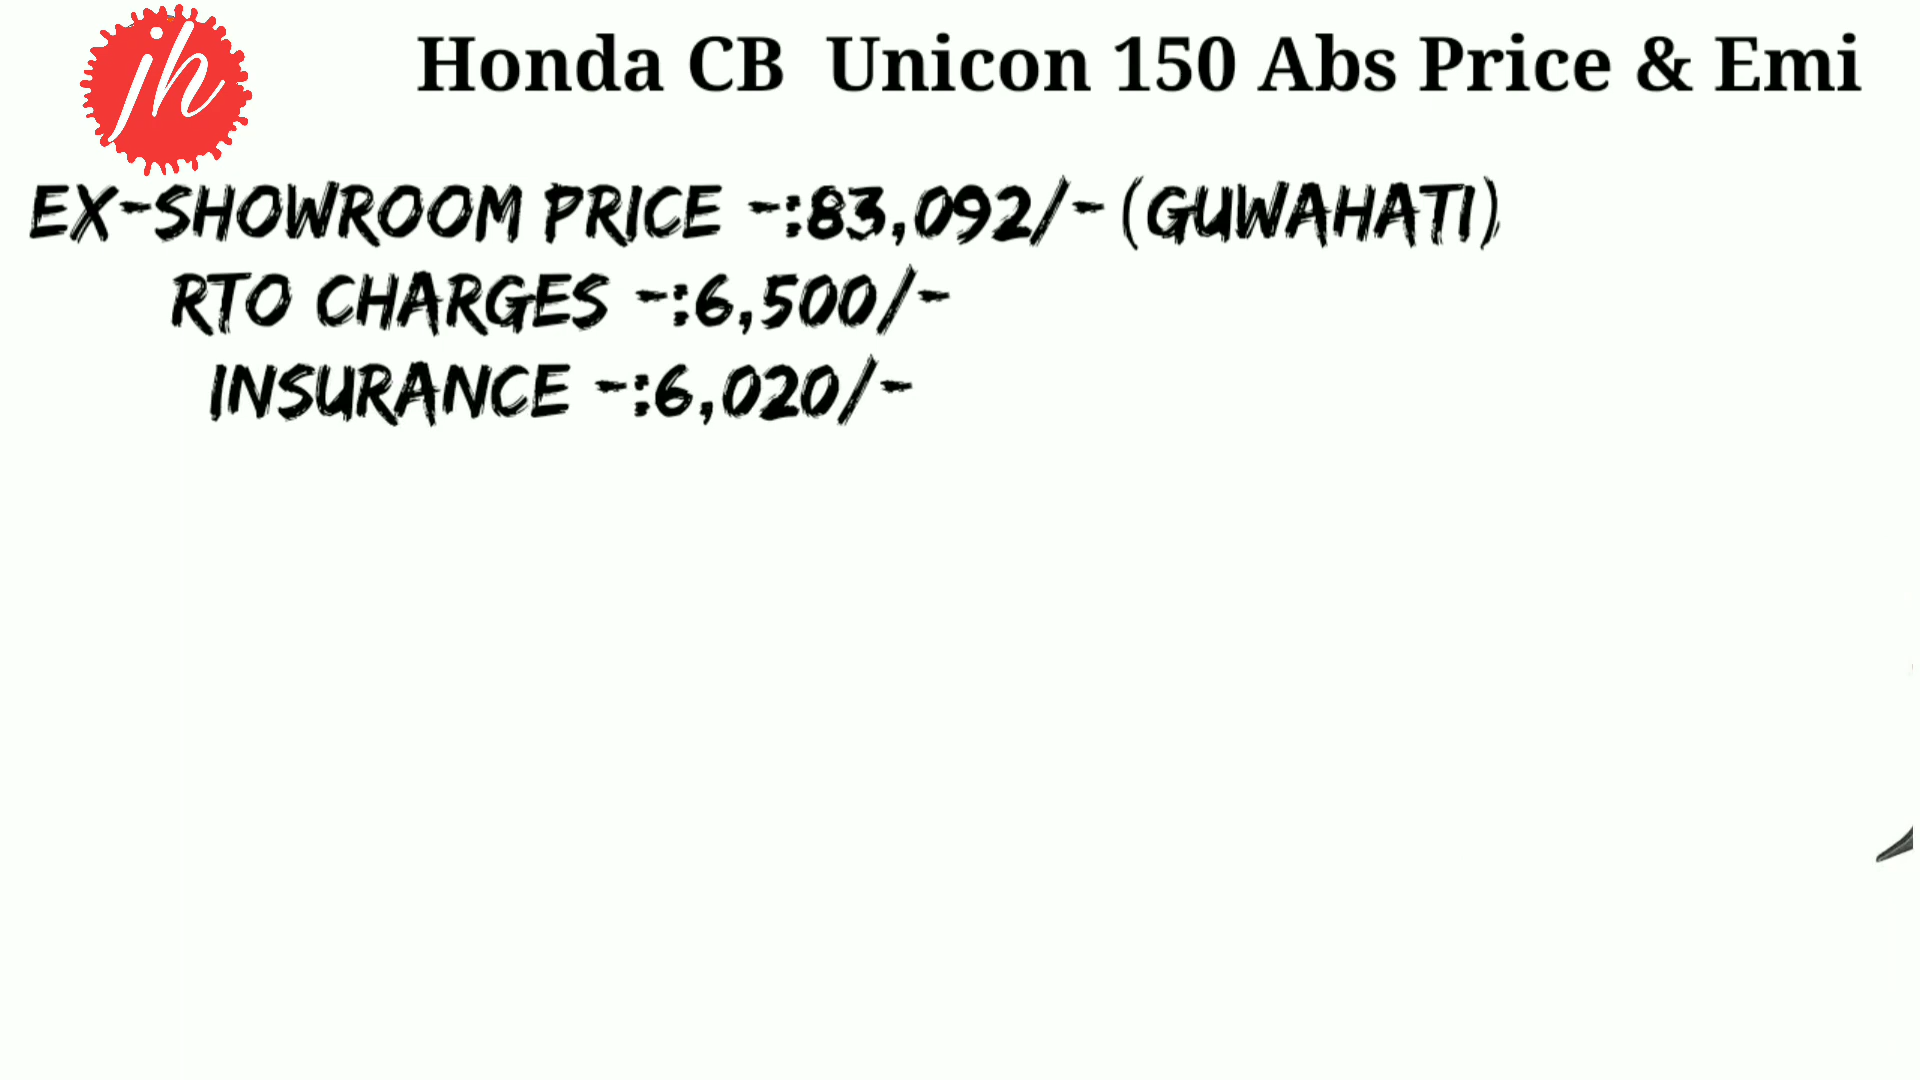 jh
Honda CB Unicon 150 Abs Price & Emi
EX-SHOWROOM PRICE -:83,092/- (GUWAHATI)
RTO CHARGES -:6,500/-
INSURANCE -:6,020/-